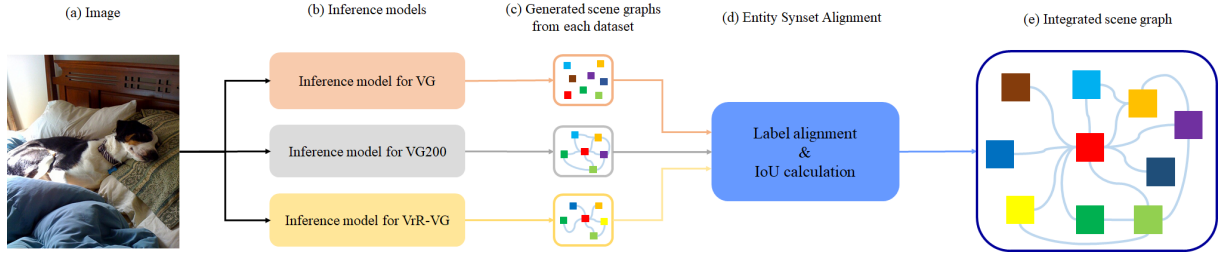 (a) Image
(b) Inference models
(c) Generated scene graphs
from each dataset
(d) Entity Synset Alignment
(e) Integrated scene graph
Inference model for VG
Inference model for VG200
Inference model for VrR-VG
Label alignment
&
IoU calculation